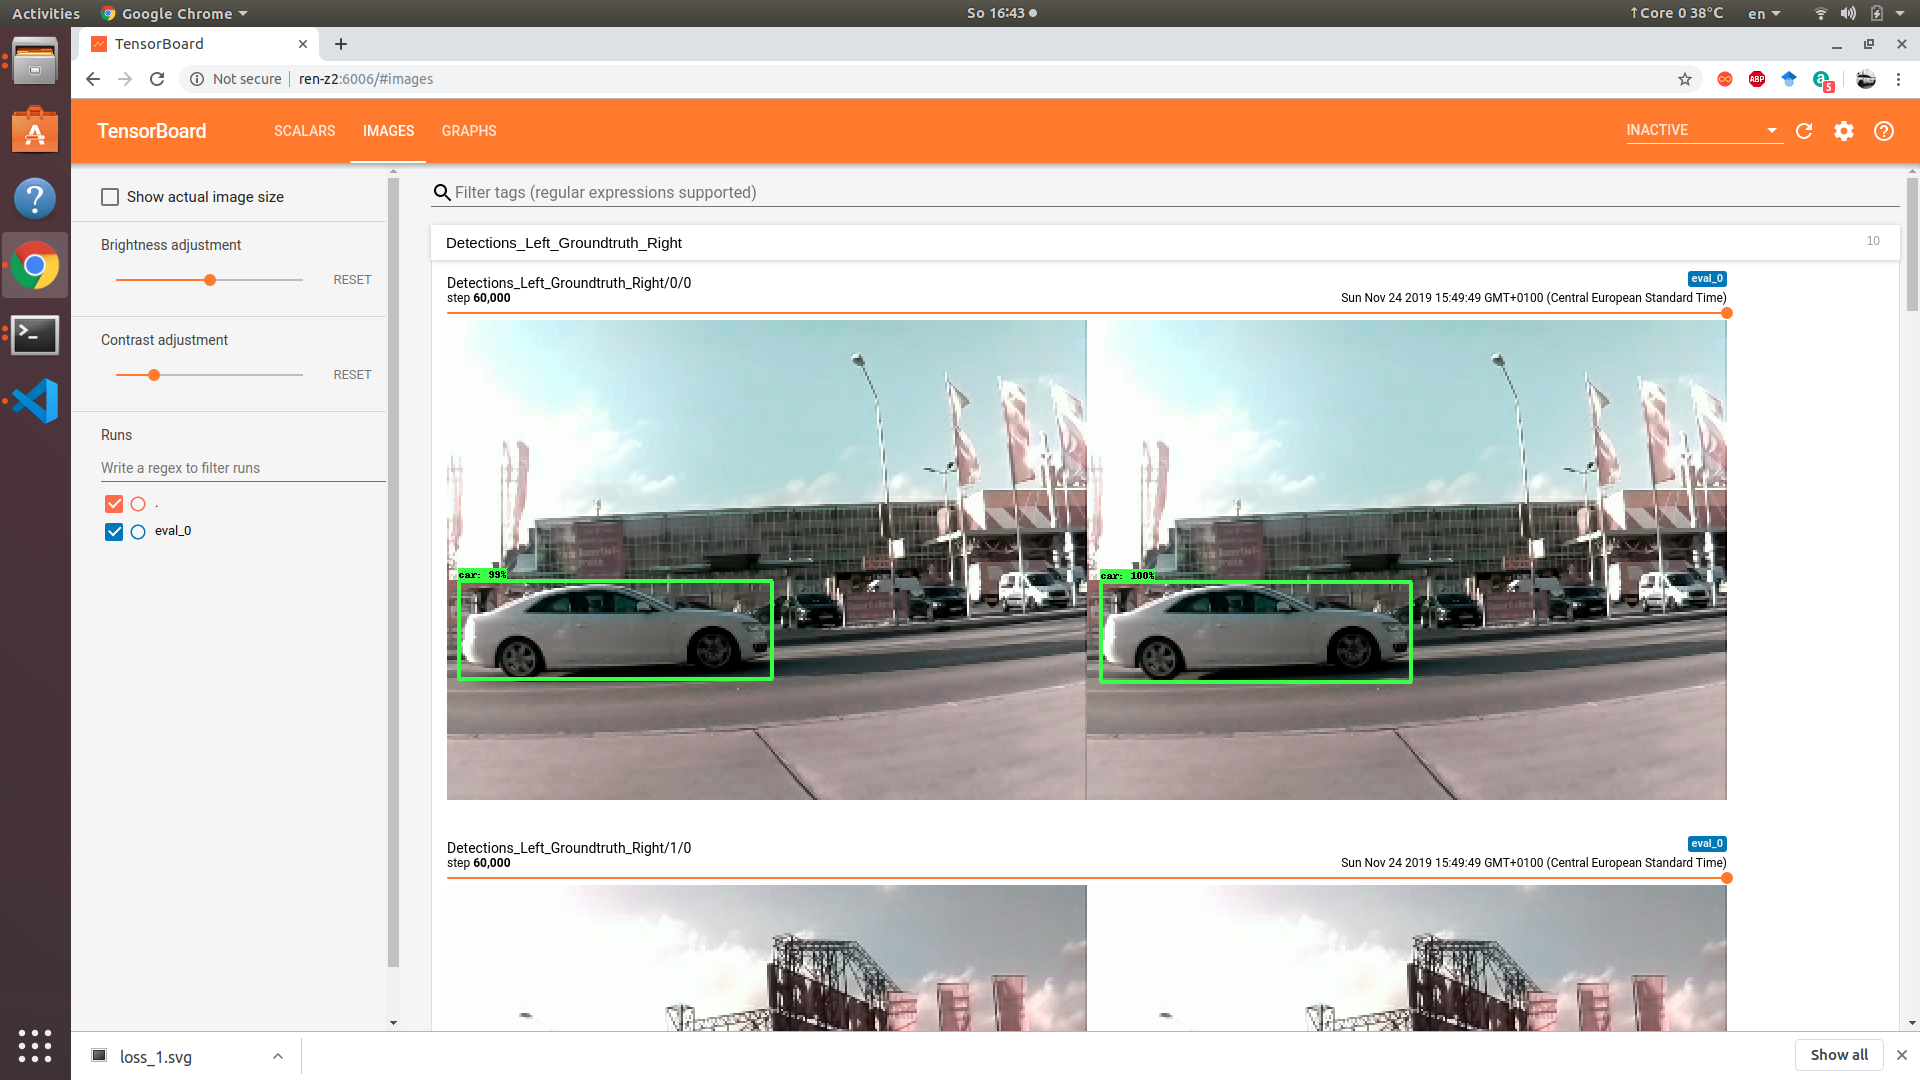 Activities
Google Chrome
So 16:43
↑Core 0 38°C
en
TensorBoard
Not secure
ren-z2:6006/#images
ABP
5
TensorBoard
SCALARS
IMAGES
GRAPHS
INACTIVE
Show actual image size
Brightness adjustment
RESET
Contrast adjustment
RESET
Runs
Write a regex to filter runs
.
eval_0
Filter tags (regular expressions supported)
Detections_Left_Groundtruth_Right
10
Detections_Left_Groundtruth_Right/0/0
eval_0
step 60,000
Sun Nov 24 2019 15:49:49 GMT+0100 (Central European Standard Time)
car: 99%
car: 100%
Detections_Left_Groundtruth_Right/1/0
eval_0
step 60,000
Sun Nov 24 2019 15:49:49 GMT+0100 (Central European Standard Time)
loss_1.svg
Show all